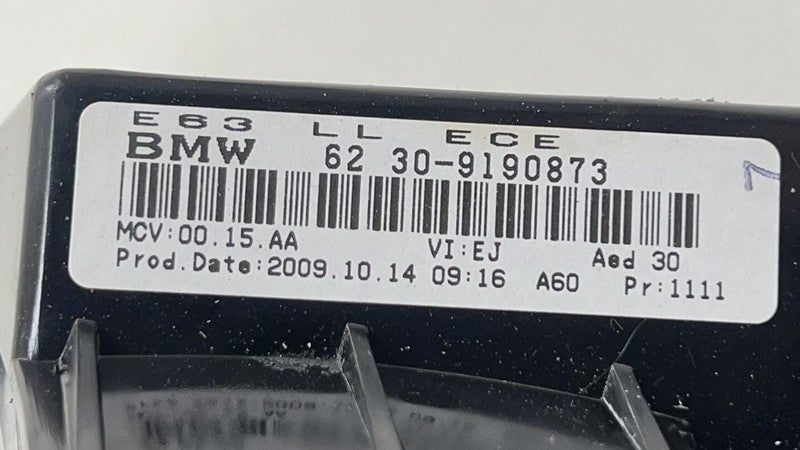 E63 LL ECE
BMW 62 30-9190873
MCV:00.15.AA VI:EJ Aed 30
Prod.Date:2009.10.14 09:16 A60 Pr:1111
7